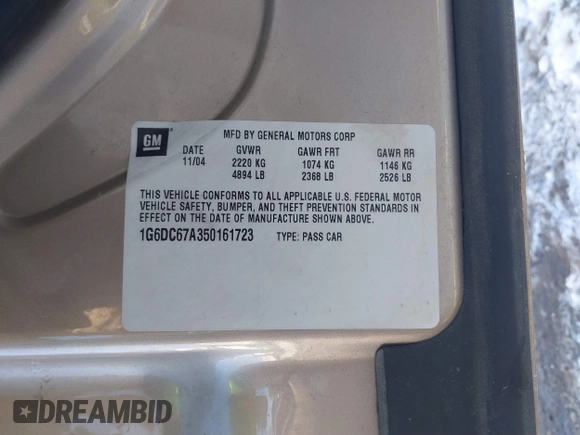 GM
MFD BY GENERAL MOTORS CORP
DATE GVWR GAWR FRT GAWR RR
11/04 2220 KG 1074 KG 1146 KG
4894 LB 2368 LB 2526 LB
THIS VEHICLE CONFORMS TO ALL APPLICABLE U.S. FEDERAL MOTOR
VEHICLE SAFETY, BUMPER, AND THEFT PREVENTION STANDARDS IN
EFFECT ON THE DATE OF MANUFACTURE SHOWN ABOVE.
1G6DC67A350161723 TYPE: PASS CAR
DREAMBID